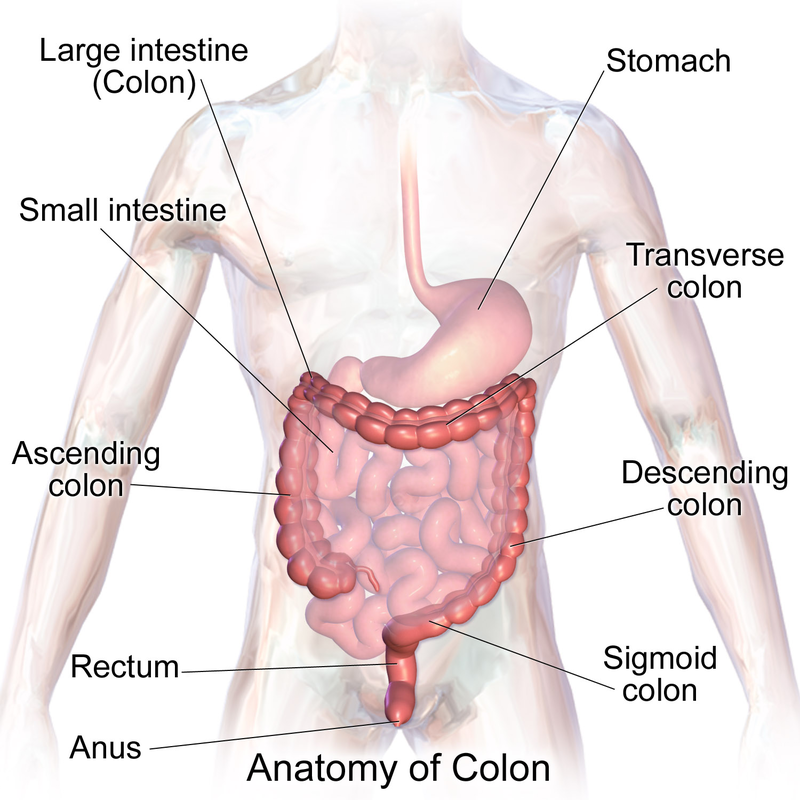 Large intestine
(Colon)
Stomach
Small intestine
Transverse
colon
Ascending
colon
Descending
colon
Rectum
Sigmoid
colon
Anus
Anatomy of Colon